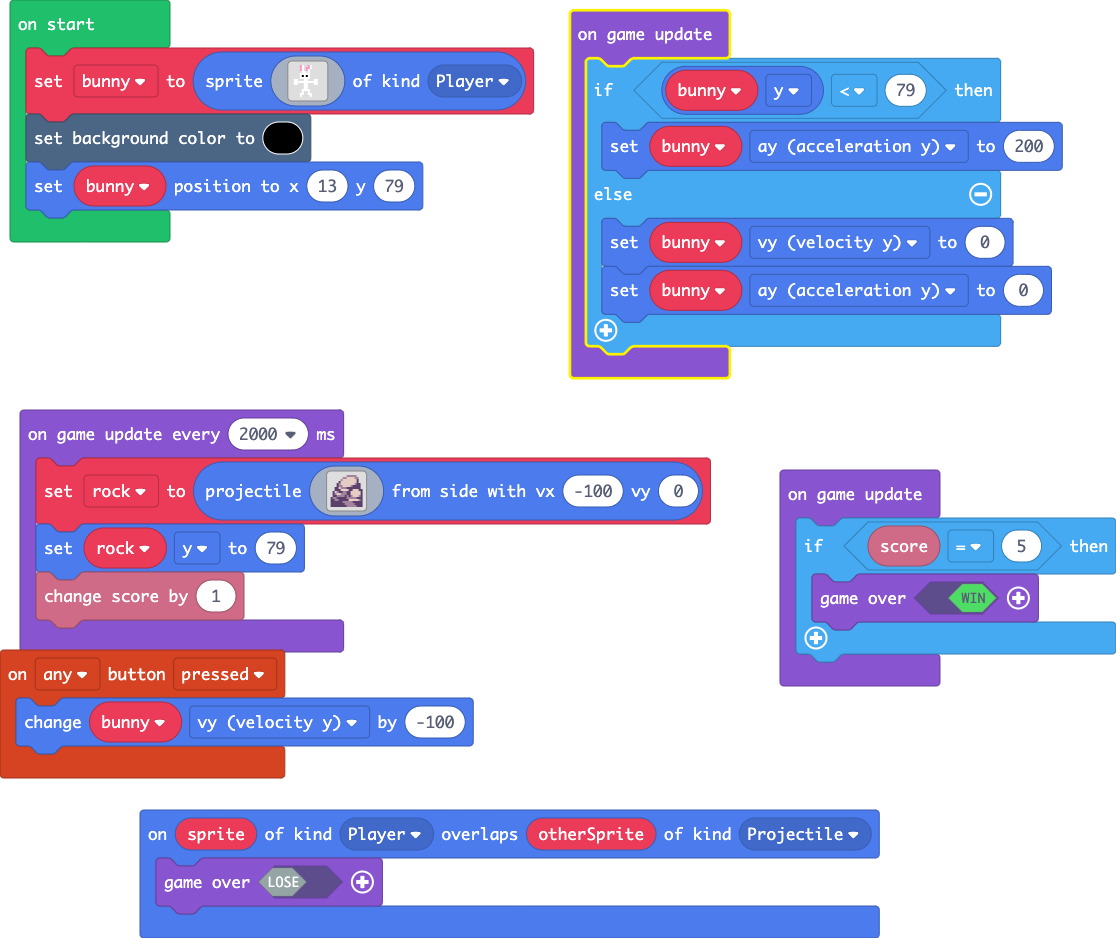 on start
set bunny to sprite of kind Player
set background color to
set bunny position to x 13 y 79
on game update
if bunny y < 79 then
set bunny ay (acceleration y) to 200
else
set bunny vy (velocity y) to 0
set bunny ay (acceleration y) to 0
on game update every 2000 ms
set rock to projectile from side with vx -100 vy 0
set rock y to 79
change score by 1
on game update
if score = 5 then
game over WIN
on any button pressed
change bunny vy (velocity y) by -100
on sprite of kind Player overlaps otherSprite of kind Projectile
game over LOSE